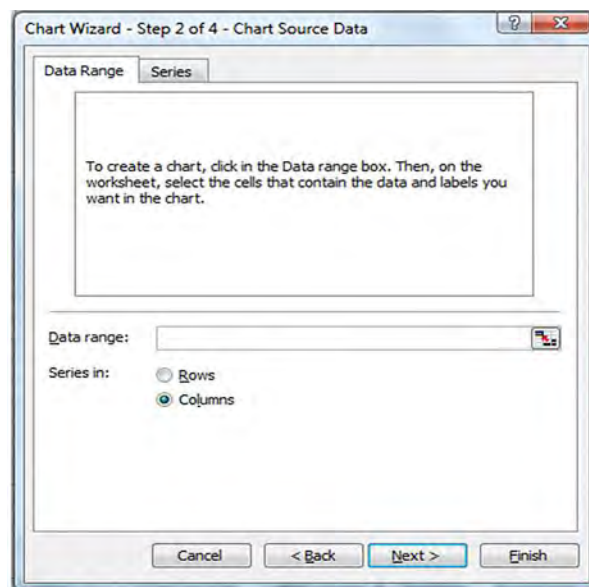 Chart Wizard - Step 2 of 4 - Chart Source Data
Data Range Series
To create a chart, click in the Data range box. Then, on the
worksheet, select the cells that contain the data and labels you
want in the chart.
Data range:
Series in: Rows
Columns
Cancel < Back Next > Finish